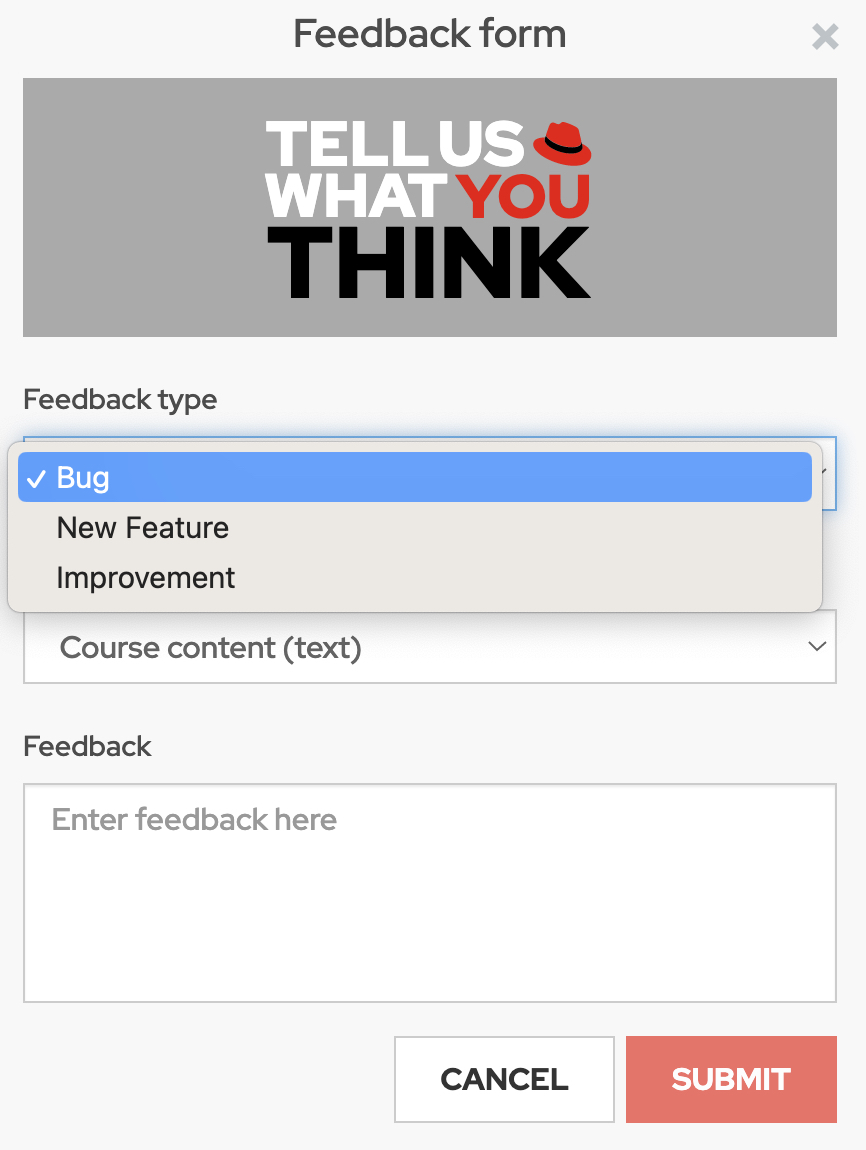 Feedback form
TELL US
WHAT YOU
THINK
Feedback type
Bug
New Feature
Improvement
Course content (text)
Feedback
Enter feedback here
CANCEL
SUBMIT